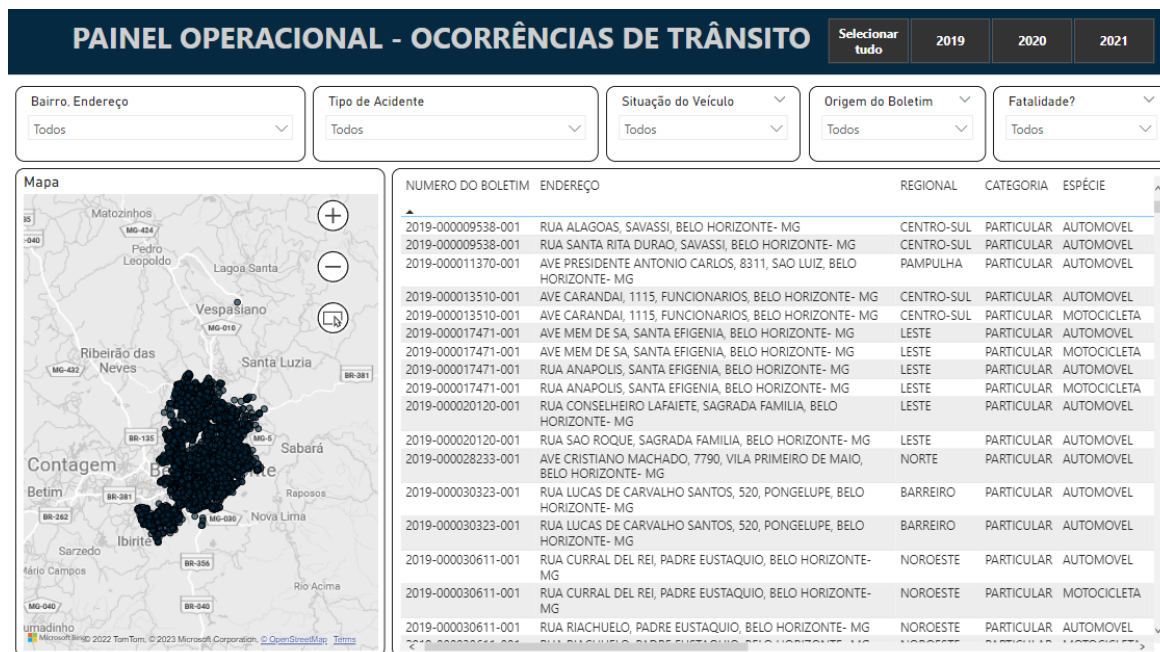 PAINEL OPERACIONAL - OCORRÊNCIAS DE TRÂNSITO
Selecionar
tudo
2019
2020
2021
Bairro, Endereço
Todos
Tipo de Acidente
Todos
Situação do Veículo
Todos
Origem do Boletim
Todos
Fatalidade?
Todos
Mapa
Matozinhos
MG-424
Pedro
Leopoldo
Lagoa Santa
Vespasiano
MG-010
Ribeirão das
Neves
MG-432
Santa Luzia
BR-381
BR-135
MG-5
Sabará
Contagem
Betim
BR-381
Raposos
BR-262
MG-030
Nova Lima
Ibirité
Sarzedo
BR-356
Mário Campos
Rio Acima
MG-040
BR-040
Microsoft Bing
© 2022 TomTom, © 2023 Microsoft Corporation, © OpenStreetMap Terms
NUMERO DO BOLETIM ENDEREÇO REGIONAL CATEGORIA ESPÉCIE
2019-000009538-001 RUA ALAGOAS, SAVASSI, BELO HORIZONTE- MG CENTRO-SUL PARTICULAR AUTOMOVEL
2019-000009538-001 RUA SANTA RITA DURAO, SAVASSI, BELO HORIZONTE- MG CENTRO-SUL PARTICULAR AUTOMOVEL
2019-000011370-001 AVE PRESIDENTE ANTONIO CARLOS, 8311, SAO LUIZ, BELO PAMPULHA PARTICULAR AUTOMOVEL
HORIZONTE- MG
2019-000013510-001 AVE CARANDAI, 1115, FUNCIONARIOS, BELO HORIZONTE- MG CENTRO-SUL PARTICULAR AUTOMOVEL
2019-000013510-001 AVE CARANDAI, 1115, FUNCIONARIOS, BELO HORIZONTE- MG CENTRO-SUL PARTICULAR MOTOCICLETA
2019-000017471-001 AVE MEM DE SA, SANTA EFIGENIA, BELO HORIZONTE- MG LESTE PARTICULAR AUTOMOVEL
2019-000017471-001 AVE MEM DE SA, SANTA EFIGENIA, BELO HORIZONTE- MG LESTE PARTICULAR MOTOCICLETA
2019-000017471-001 RUA ANAPOLIS, SANTA EFIGENIA, BELO HORIZONTE- MG LESTE PARTICULAR AUTOMOVEL
2019-000017471-001 RUA ANAPOLIS, SANTA EFIGENIA, BELO HORIZONTE- MG LESTE PARTICULAR MOTOCICLETA
2019-000020120-001 RUA CONSELHEIRO LAFAIETE, SAGRADA FAMILIA, BELO LESTE PARTICULAR AUTOMOVEL
HORIZONTE- MG
2019-000020120-001 RUA SAO ROQUE, SAGRADA FAMILIA, BELO HORIZONTE- MG LESTE PARTICULAR AUTOMOVEL
2019-000028233-001 AVE CRISTIANO MACHADO, 7790, VILA PRIMEIRO DE MAIO, NORTE PARTICULAR AUTOMOVEL
BELO HORIZONTE- MG
2019-000030323-001 RUA LUCAS DE CARVALHO SANTOS, 520, PONGELUPE, BELO BARREIRO PARTICULAR AUTOMOVEL
HORIZONTE- MG
2019-000030323-001 RUA LUCAS DE CARVALHO SANTOS, 520, PONGELUPE, BELO BARREIRO PARTICULAR AUTOMOVEL
HORIZONTE- MG
2019-000030611-001 RUA CURRAL DEL REI, PADRE EUSTAQUIO, BELO HORIZONTE- NOROESTE PARTICULAR AUTOMOVEL
MG
2019-000030611-001 RUA CURRAL DEL REI, PADRE EUSTAQUIO, BELO HORIZONTE- NOROESTE PARTICULAR MOTOCICLETA
MG
2019-000030611-001 RUA RIACHUELO, PADRE EUSTAQUIO, BELO HORIZONTE- MG NOROESTE PARTICULAR AUTOMOVEL